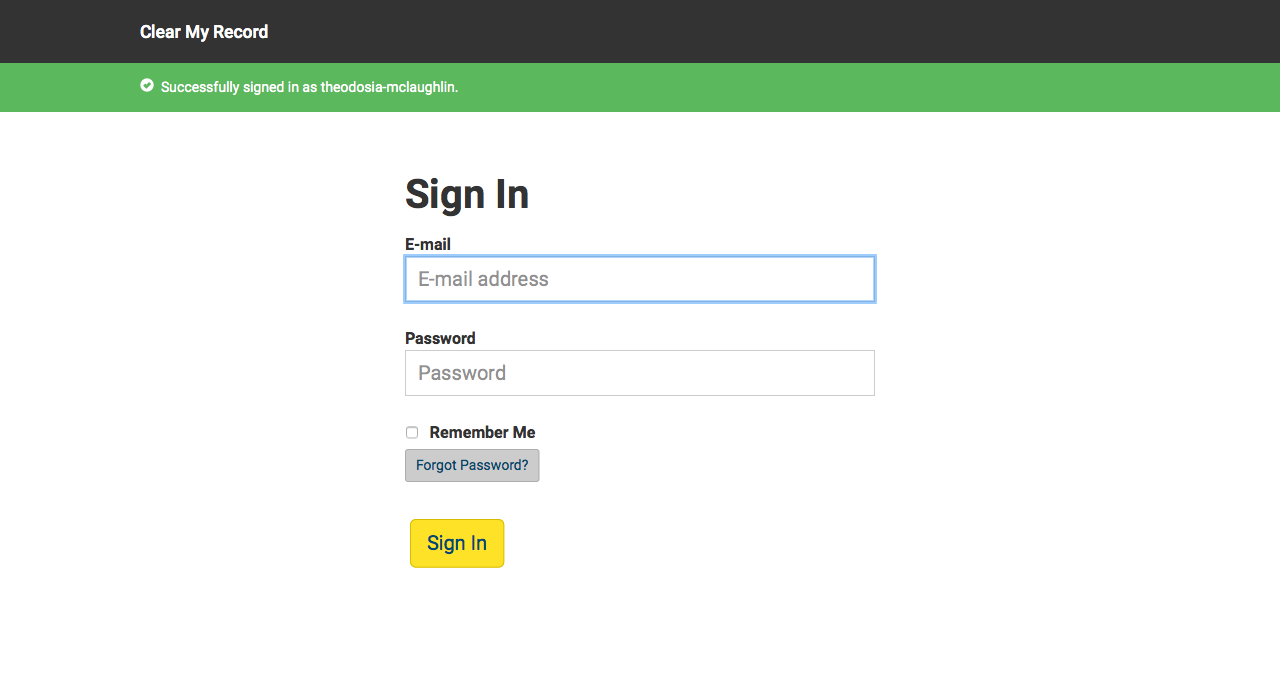 Clear My Record
Successfully signed in as theodosia-mclaughlin.
Sign In
E-mail
E-mail address
Password
Password
Remember Me
Forgot Password?
Sign In